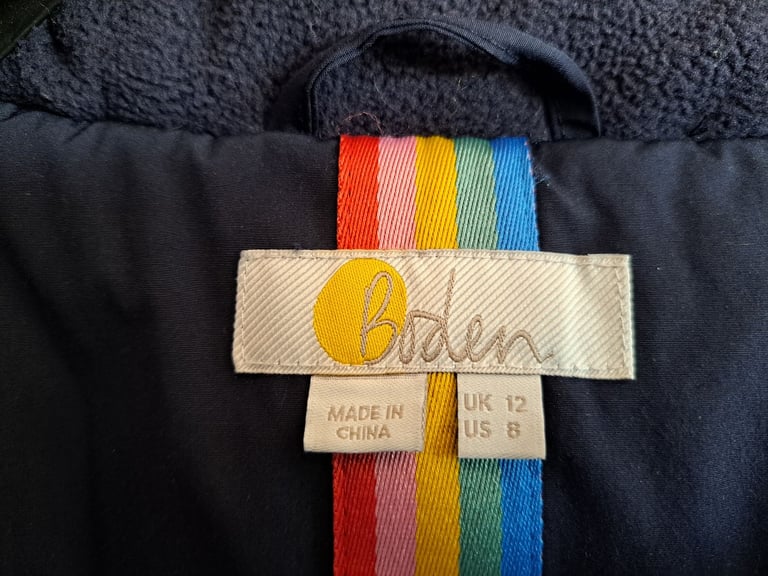 Boden
MADE IN
CHINA
UK 12
US 8